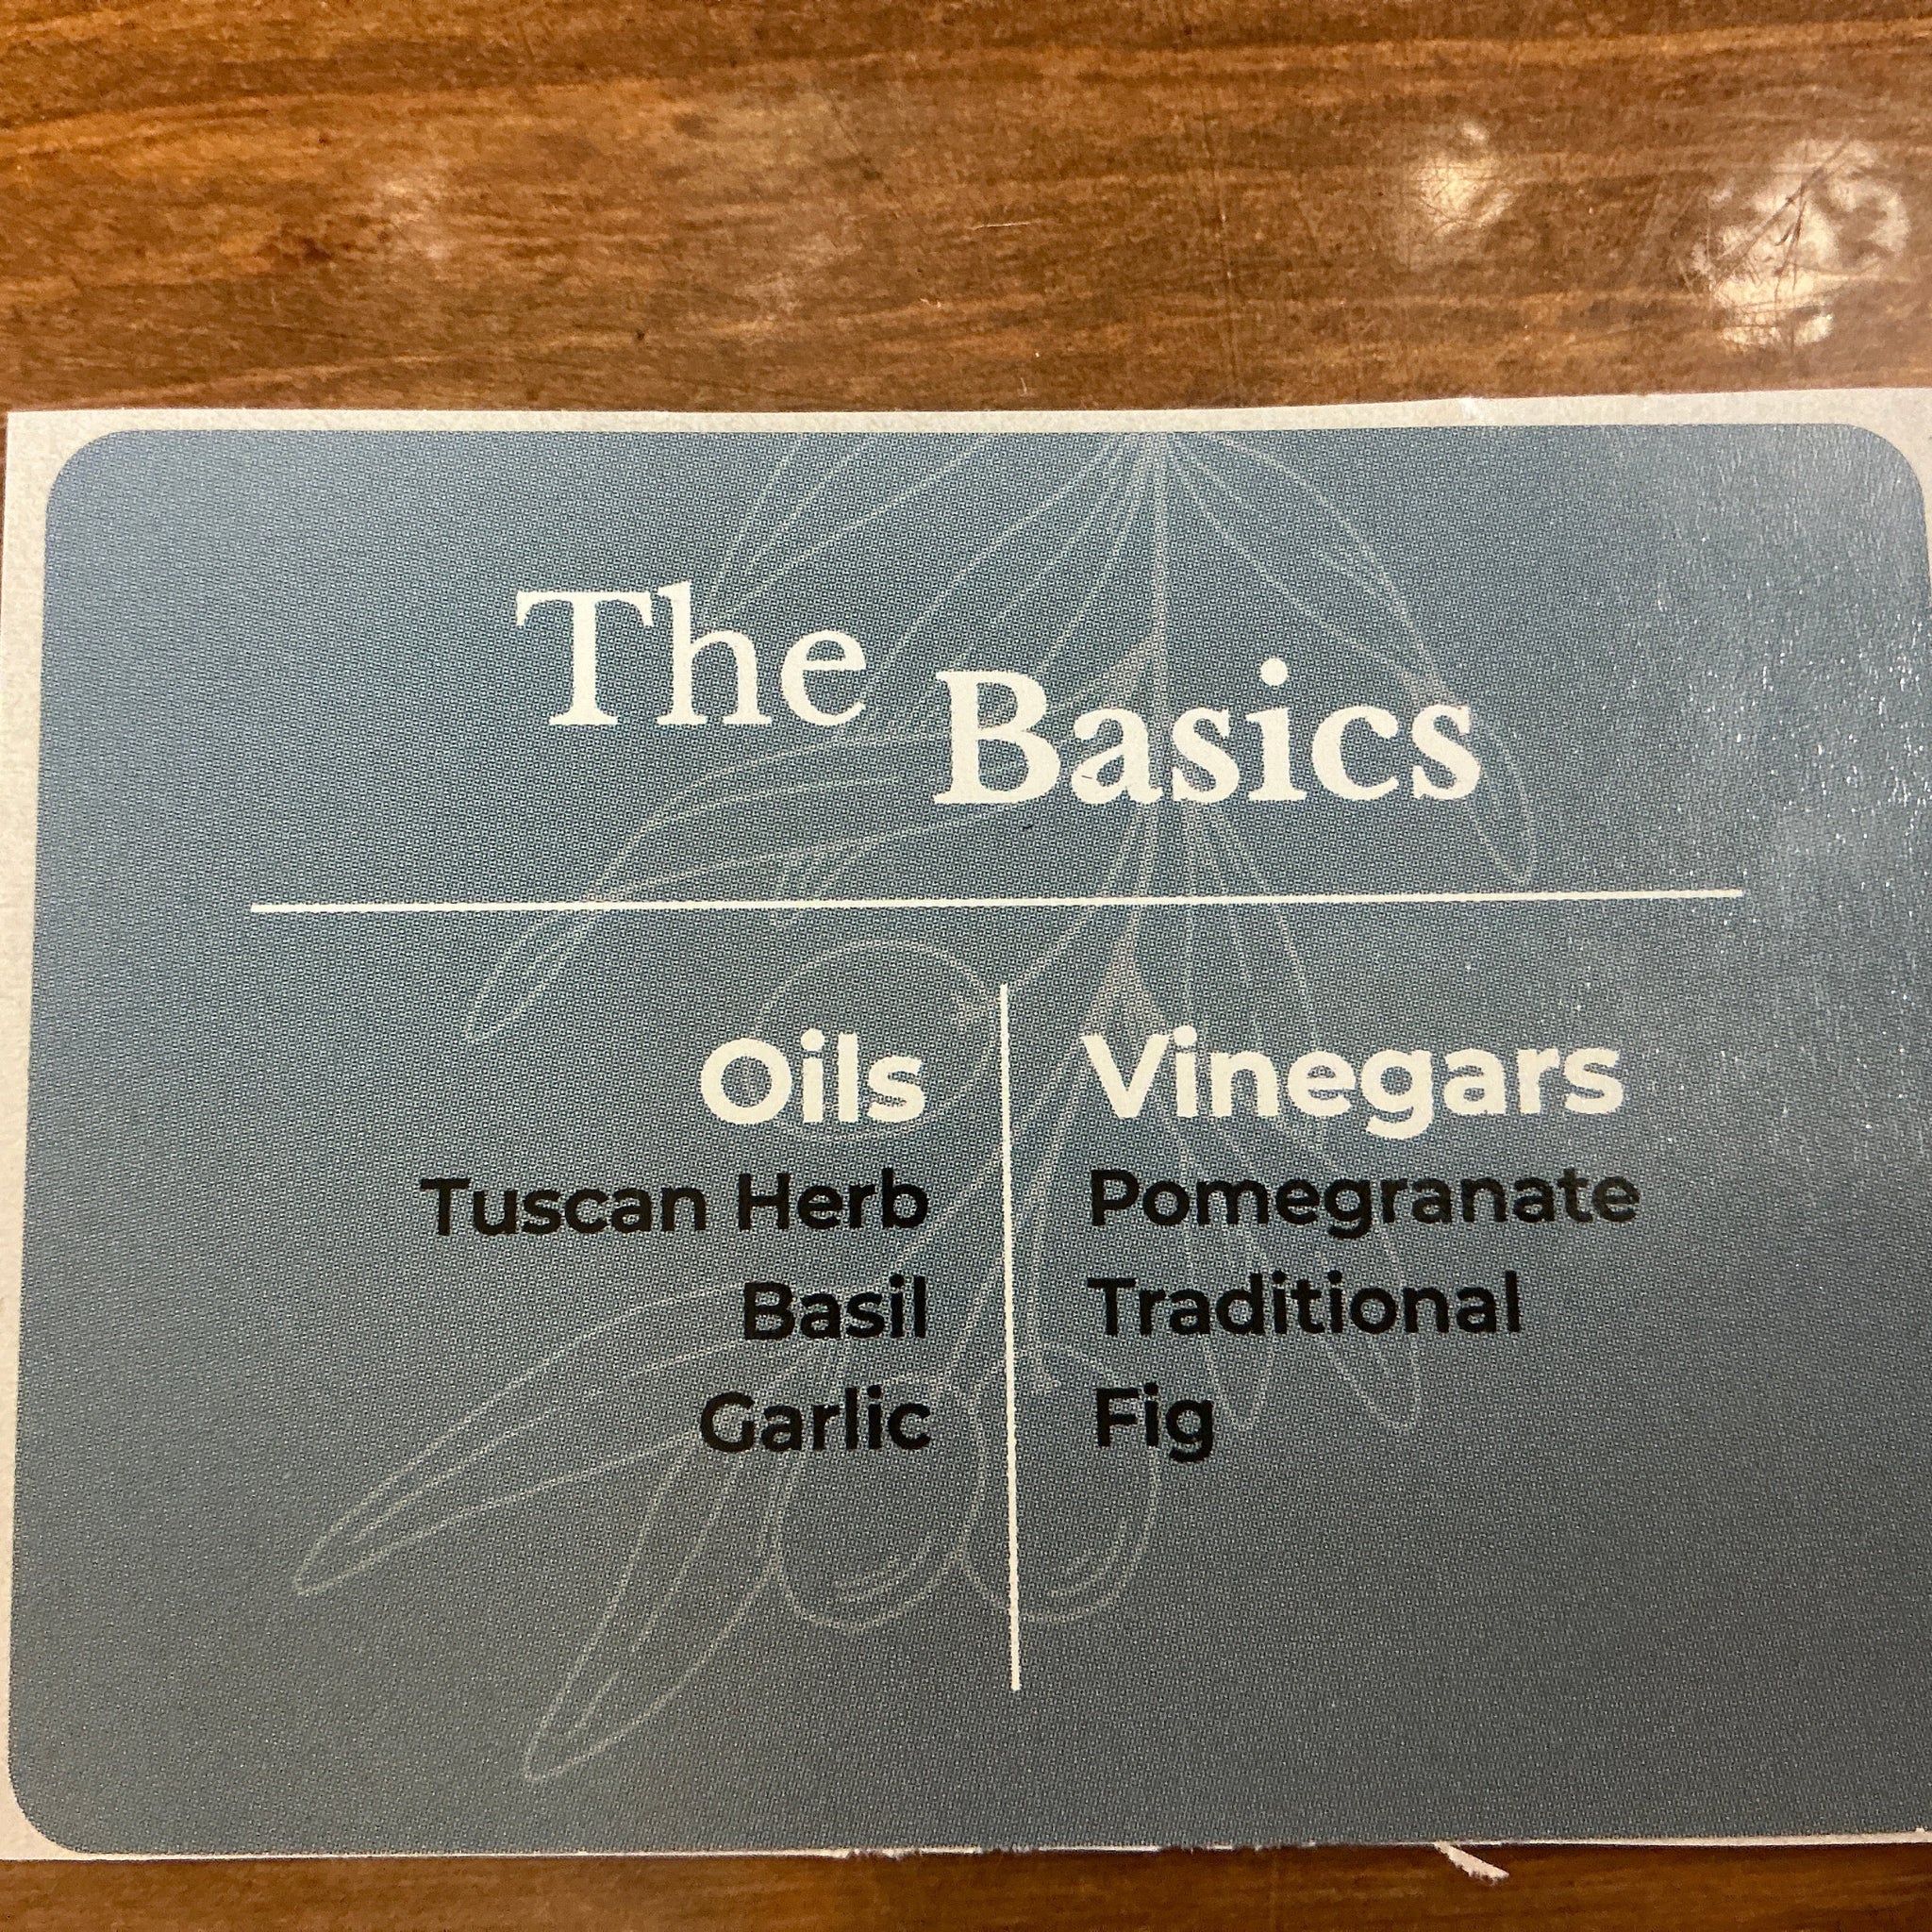 The Basics
Oils
Tuscan Herb
Basil
Garlic
Vinegars
Pomegranate
Traditional
Fig